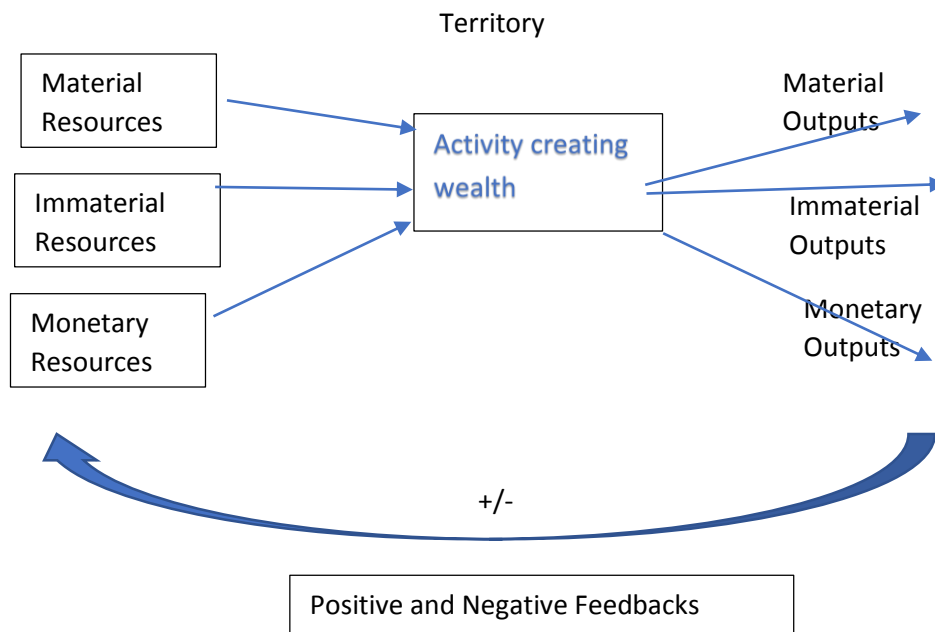 Territory
Material
Resources
Immaterial
Resources
Monetary
Resources
Activity creating
wealth
Material
Outputs
Immaterial
Outputs
Monetary
Outputs
+/-
Positive and Negative Feedbacks